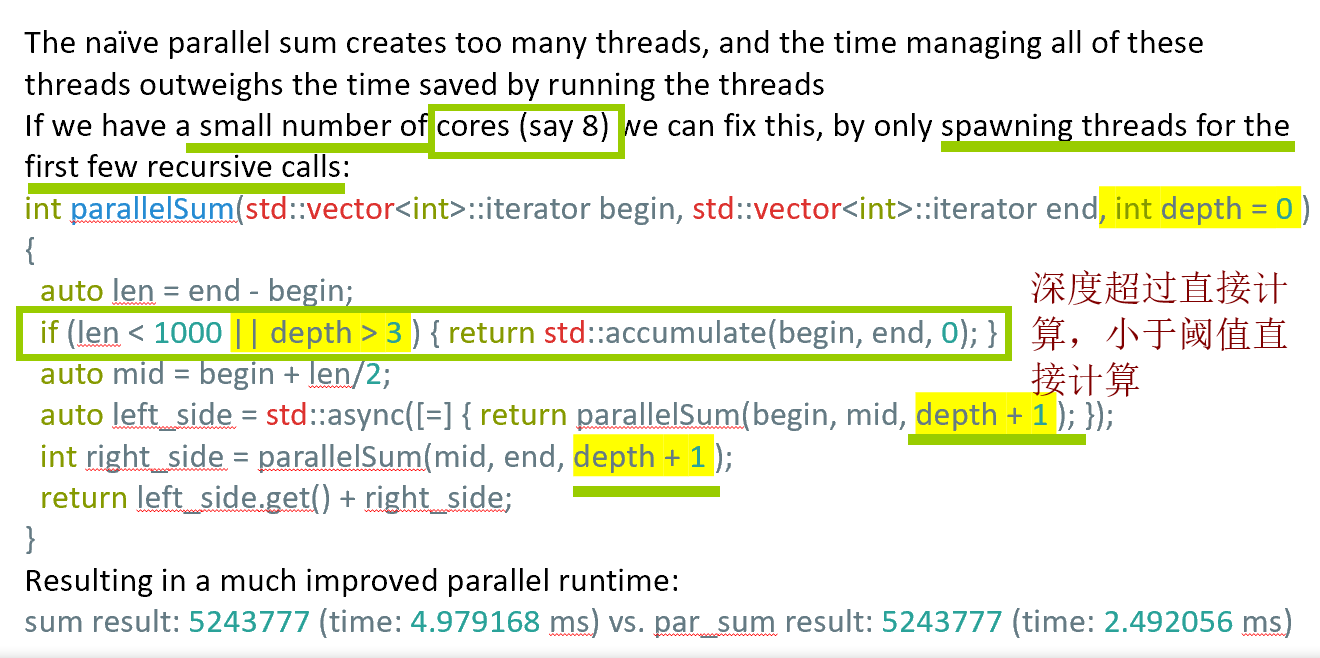 The naïve parallel sum creates too many threads, and the time managing all of these
threads outweighs the time saved by running the threads
If we have a small number of cores (say 8) we can fix this, by only spawning threads for the
first few recursive calls:
int parallelSum(std::vector<int>::iterator begin, std::vector<int>::iterator end, int depth = 0 )
{
auto len = end - begin;
if (len < 1000 || depth > 3 ) { return std::accumulate(begin, end, 0); }
auto mid = begin + len/2;
auto left_side = std::async([=] { return parallelSum(begin, mid, depth + 1 ); });
int right_side = parallelSum(mid, end, depth + 1 );
return left_side.get() + right_side;
}
深度超过直接计
算，小于阈值直
接计算
Resulting in a much improved parallel runtime:
sum result: 5243777 (time: 4.979168 ms) vs. par_sum result: 5243777 (time: 2.492056 ms)